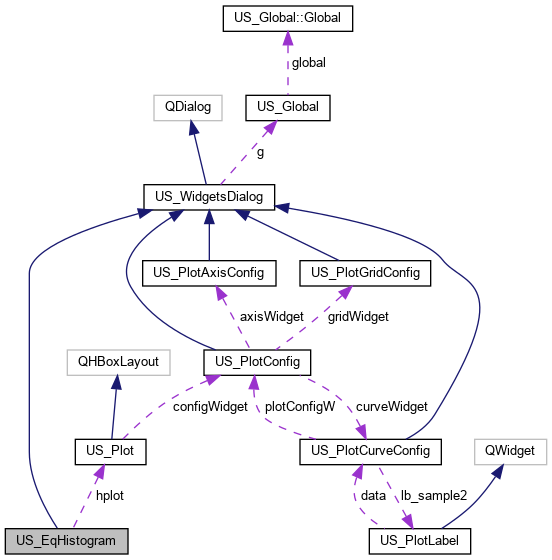 US_Global::Global
global
QDialog
US_Global
g
US_WidgetsDialog
US_PlotAxisConfig
US_PlotGridConfig
axisWidget
gridWidget
QHBoxLayout
US_PlotConfig
configWidget
plotConfigW
curveWidget
US_Plot
US_PlotCurveConfig
QWidget
hplot
data
lb_sample2
US_EqHistogram
US_PlotLabel